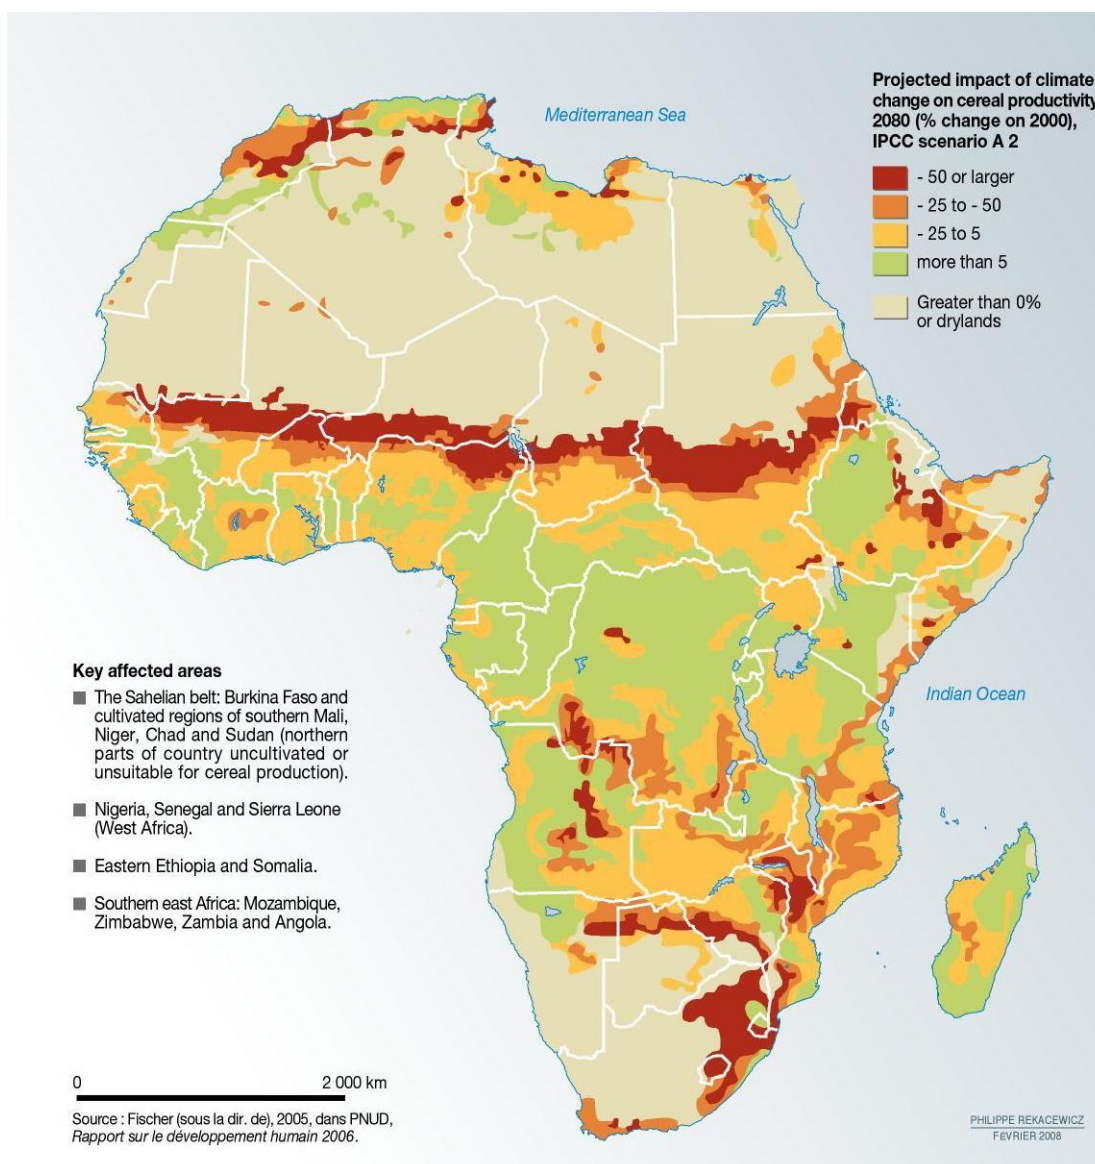 Projected impact of climate
change on cereal productivity
2080 (% change on 2000),
IPCC scenario A 2
- 50 or larger
- 25 to - 50
- 25 to 5
more than 5
Greater than 0%
or drylands
Mediterranean Sea
Indian Ocean
Key affected areas
The Sahelian belt: Burkina Faso and
cultivated regions of southern Mali,
Niger, Chad and Sudan (northern
parts of country uncultivated or
unsuitable for cereal production).
Nigeria, Senegal and Sierra Leone
(West Africa).
Eastern Ethiopia and Somalia.
Southern east Africa: Mozambique,
Zimbabwe, Zambia and Angola.
0 2 000 km
Source : Fischer (sous la dir. de), 2005, dans PNUD,
Rapport sur le développement humain 2006.
PHILIPPE REKACEWICZ
FÉVRIER 2008